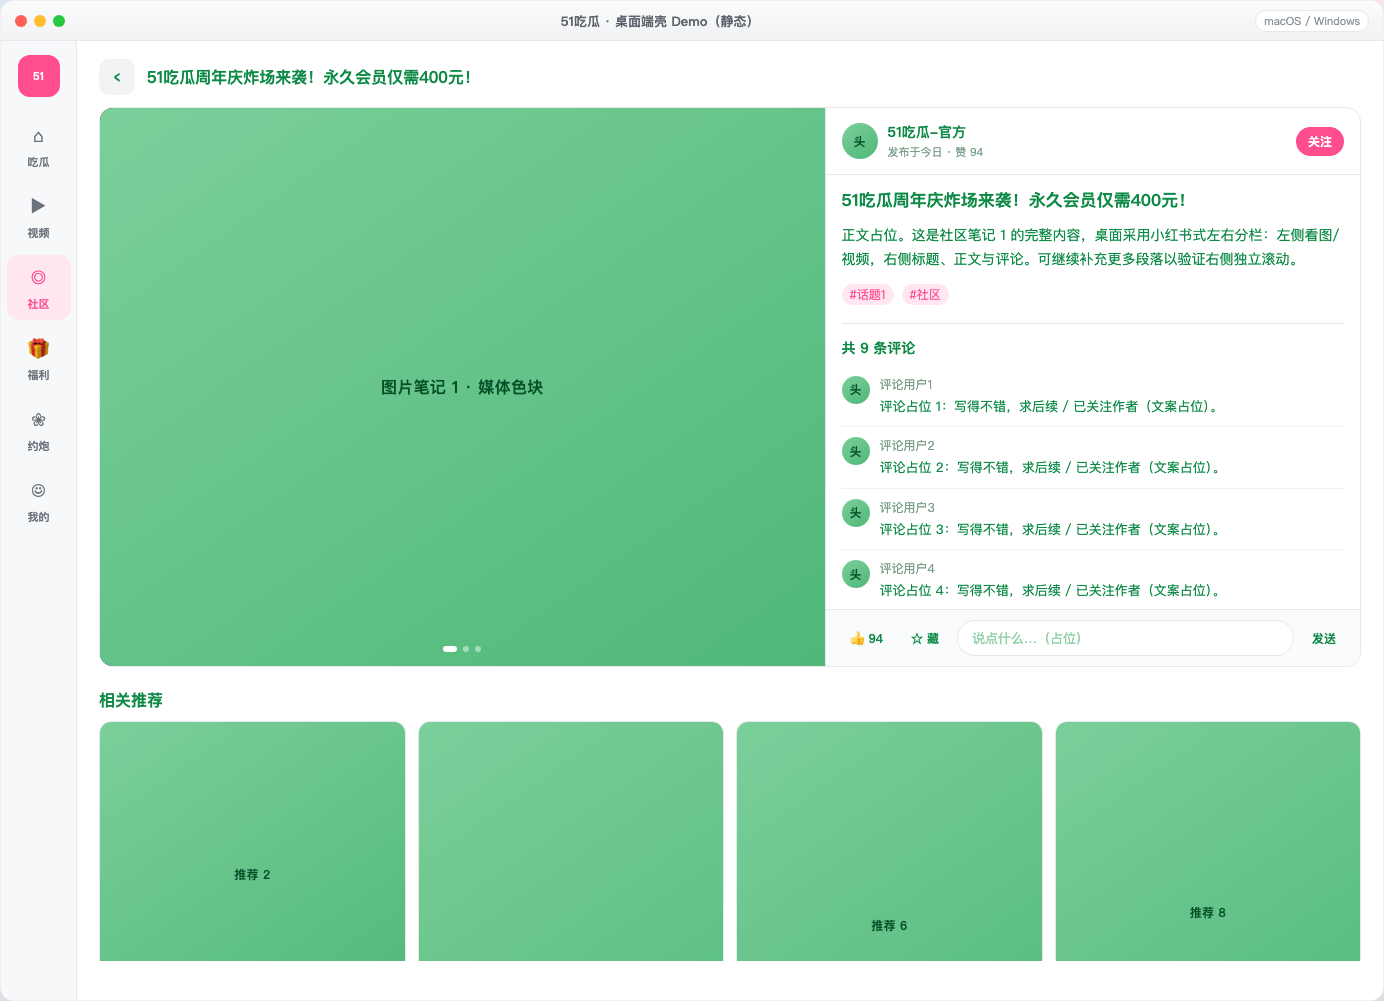 51吃瓜 · 桌面端壳 Demo（静态）
macOS / Windows
51
吃瓜
视频
社区
福利
约炮
我的
51吃瓜周年庆炸场来袭！永久会员仅需400元！
图片笔记 1 · 媒体色块
头
51吃瓜-官方
发布于今日 · 赞 94
关注
51吃瓜周年庆炸场来袭！永久会员仅需400元！
正文占位。这是社区笔记 1 的完整内容，桌面采用小红书式左右分栏：左侧看图/
视频，右侧标题、正文与评论。可继续补充更多段落以验证右侧独立滚动。
#话题1 #社区
共 9 条评论
头
评论用户1
评论占位 1：写得不错，求后续 / 已关注作者（文案占位）。
头
评论用户2
评论占位 2：写得不错，求后续 / 已关注作者（文案占位）。
头
评论用户3
评论占位 3：写得不错，求后续 / 已关注作者（文案占位）。
头
评论用户4
评论占位 4：写得不错，求后续 / 已关注作者（文案占位）。
👍 94
☆ 藏
说点什么…（占位）
发送
相关推荐
推荐 2
推荐 6
推荐 8